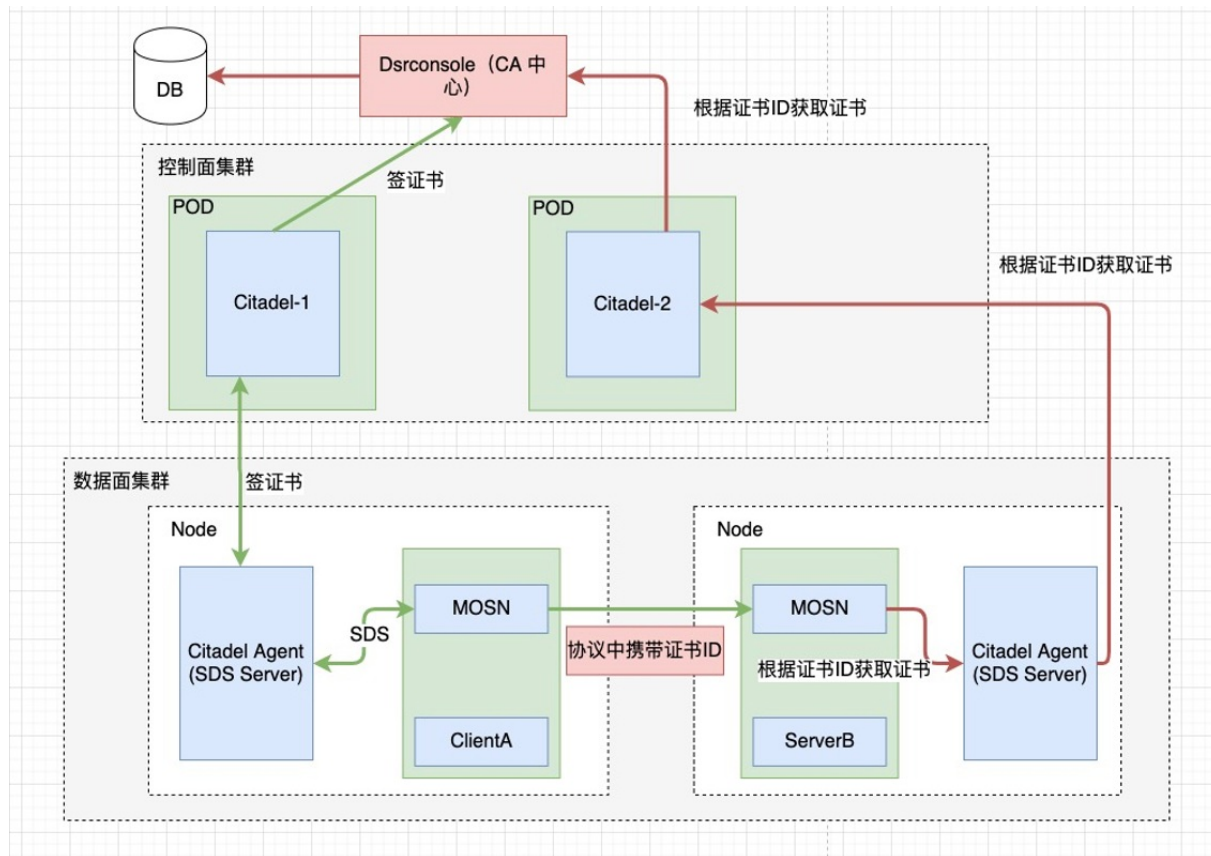 DB
Dsrconsole（CA 中
心）
根据证书ID获取证书
控制面集群
签证书
POD
POD
Citadel-1
Citadel-2
根据证书ID获取证书
数据面集群
签证书
Node
Node
MOSN
MOSN
SDS
协议中携带证书ID
Citadel Agent
(SDS Server)
根据证书ID获取证书
Citadel Agent
(SDS Server)
ClientA
ServerB